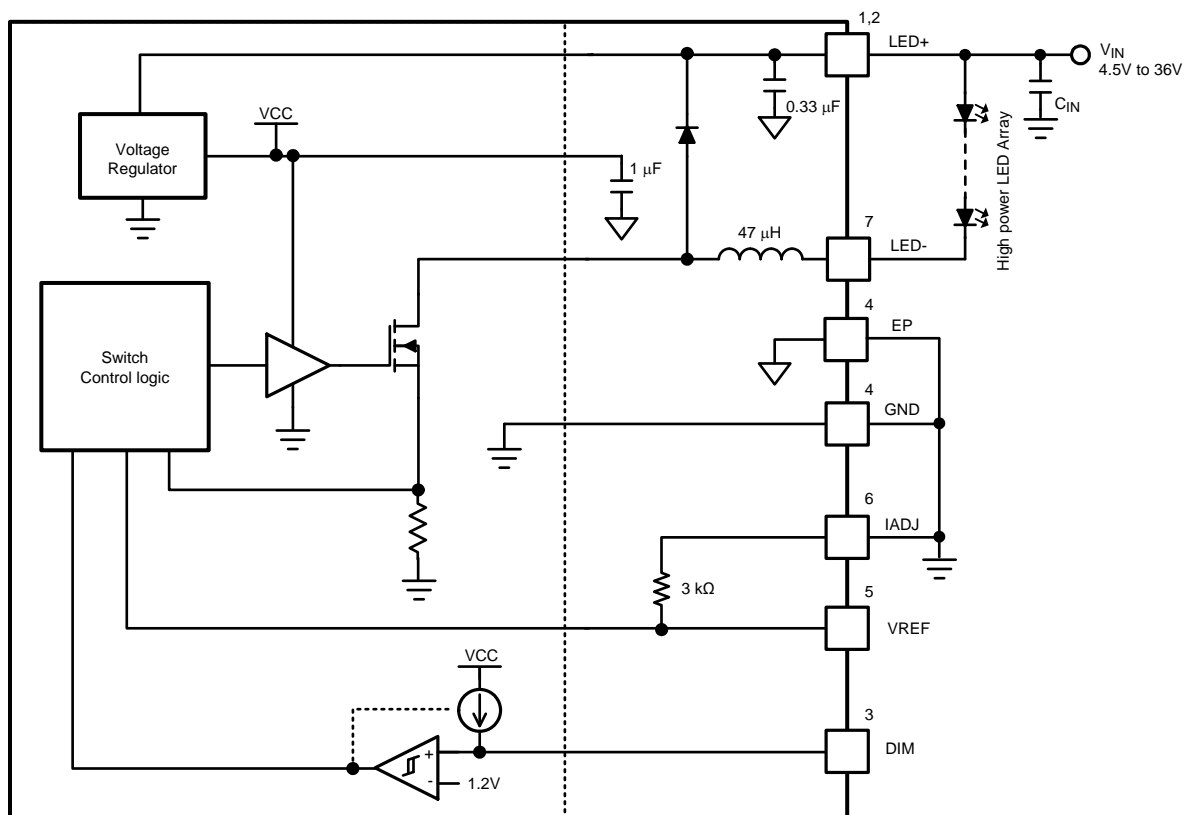 1,2
LED+
V_IN
4.5V to 36V
C_IN
0.33 μF
VCC
Voltage
Regulator
1 μF
High power LED Array
7
47 μH
LED-
4
EP
Switch
Control logic
4
GND
6
IADJ
3 kΩ
5
VREF
VCC
3
DIM
+
-
1.2V